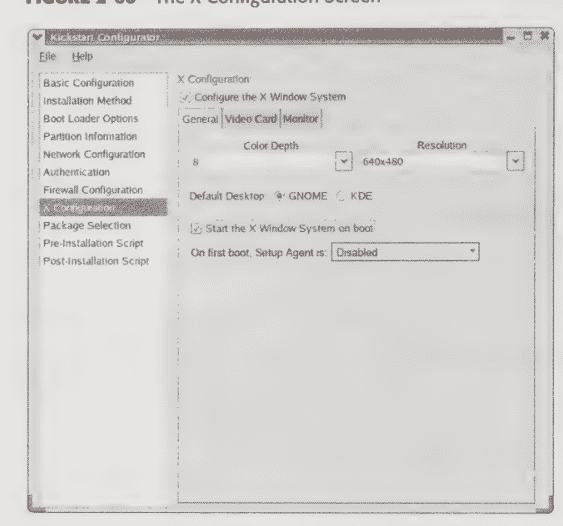 The X Configuration Screen
Kickstart Configurator
File Help
Basic Configuration
Installation Method
Boot Loader Options
Partition Information
Network Configuration
Authentication
Firewall Configuration
X Configuration
Package Selection
Pre-Installation Script
Post-Installation Script
X Configuration
Configure the X Window System
General Video Card Monitor
Color Depth Resolution
8 640x480
Default Desktop GNOME KDE
Start the X Window System on boot
On first boot, Setup Agent is: Disabled